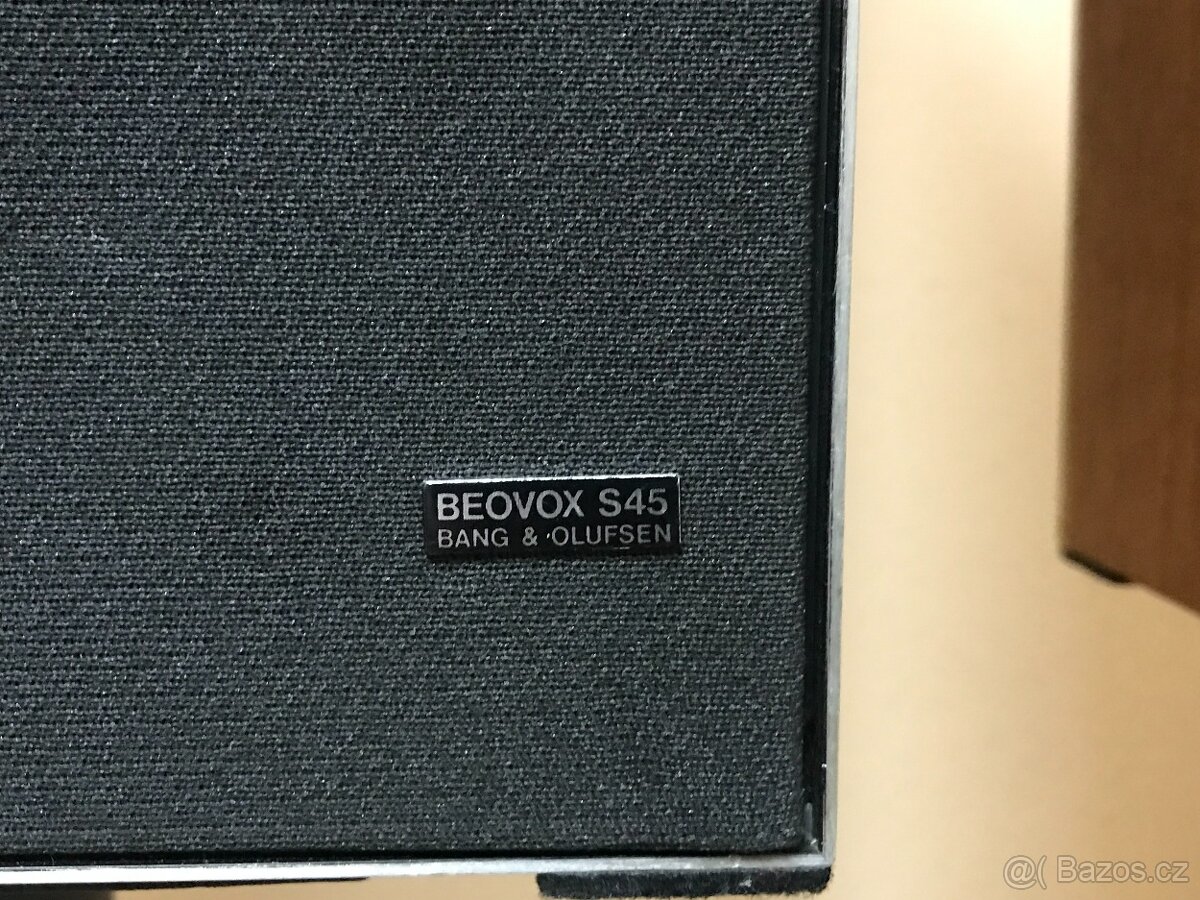 BEOVOX S45
BANG & OLUFSEN
@( Bazos.cz